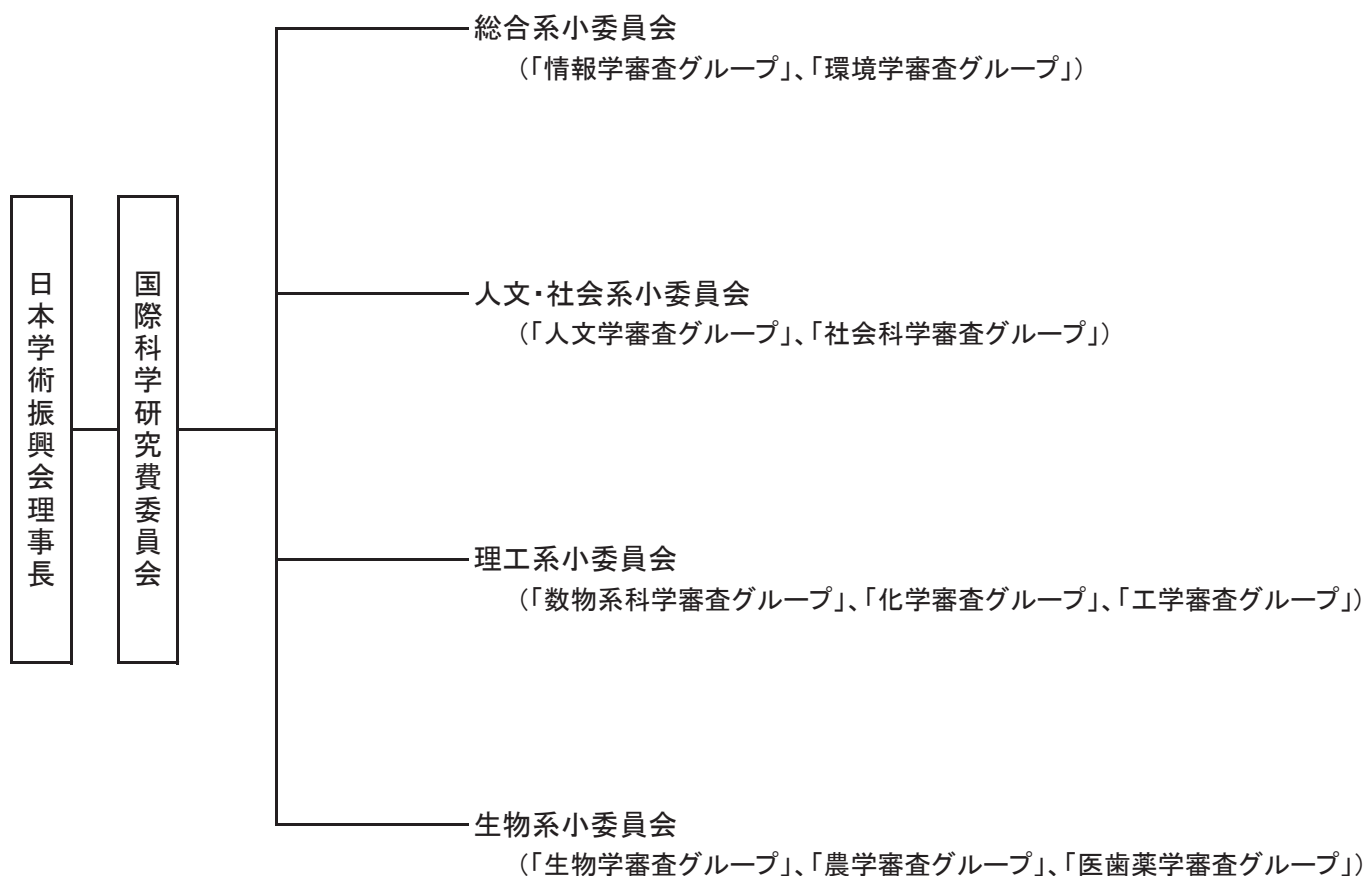 日本学術振興会理事長
国際科学研究費委員会
総合系小委員会
（「情報学審査グループ」、「環境学審査グループ」）
人文・社会系小委員会
（「人文学審査グループ」、「社会科学審査グループ」）
理工系小委員会
（「数物系科学審査グループ」、「化学審査グループ」、「工学審査グループ」）
生物系小委員会
（「生物学審査グループ」、「農学審査グループ」、「医歯薬学審査グループ」）